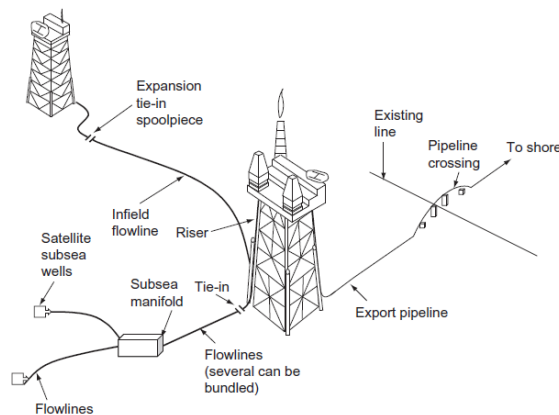 Expansion
tie-in
spoolpiece
Existing
line
Pipeline
crossing
To shore
Infield
flowline
Riser
Satellite
subsea
wells
Subsea
manifold
Tie-in
Export pipeline
Flowlines
(several can be
bundled)
Flowlines